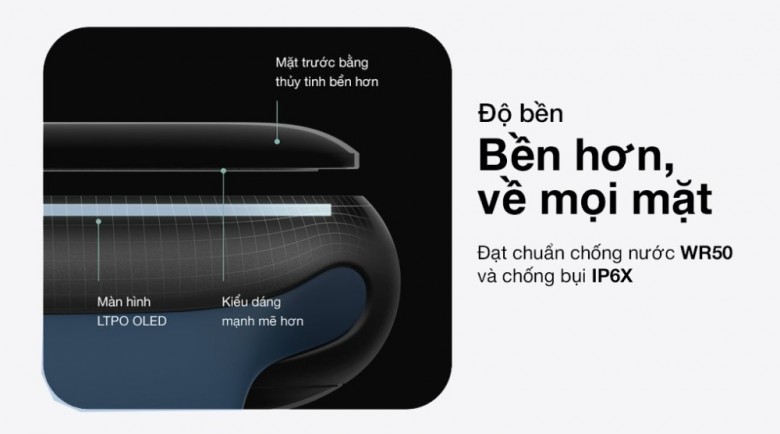 Mặt trước bằng
thủy tinh bền hơn
Màn hình
LTPO OLED
Kiểu dáng
mạnh mẽ hơn
Độ bền
Bền hơn,
về mọi mặt
Đạt chuẩn chống nước WR50
và chống bụi IP6X